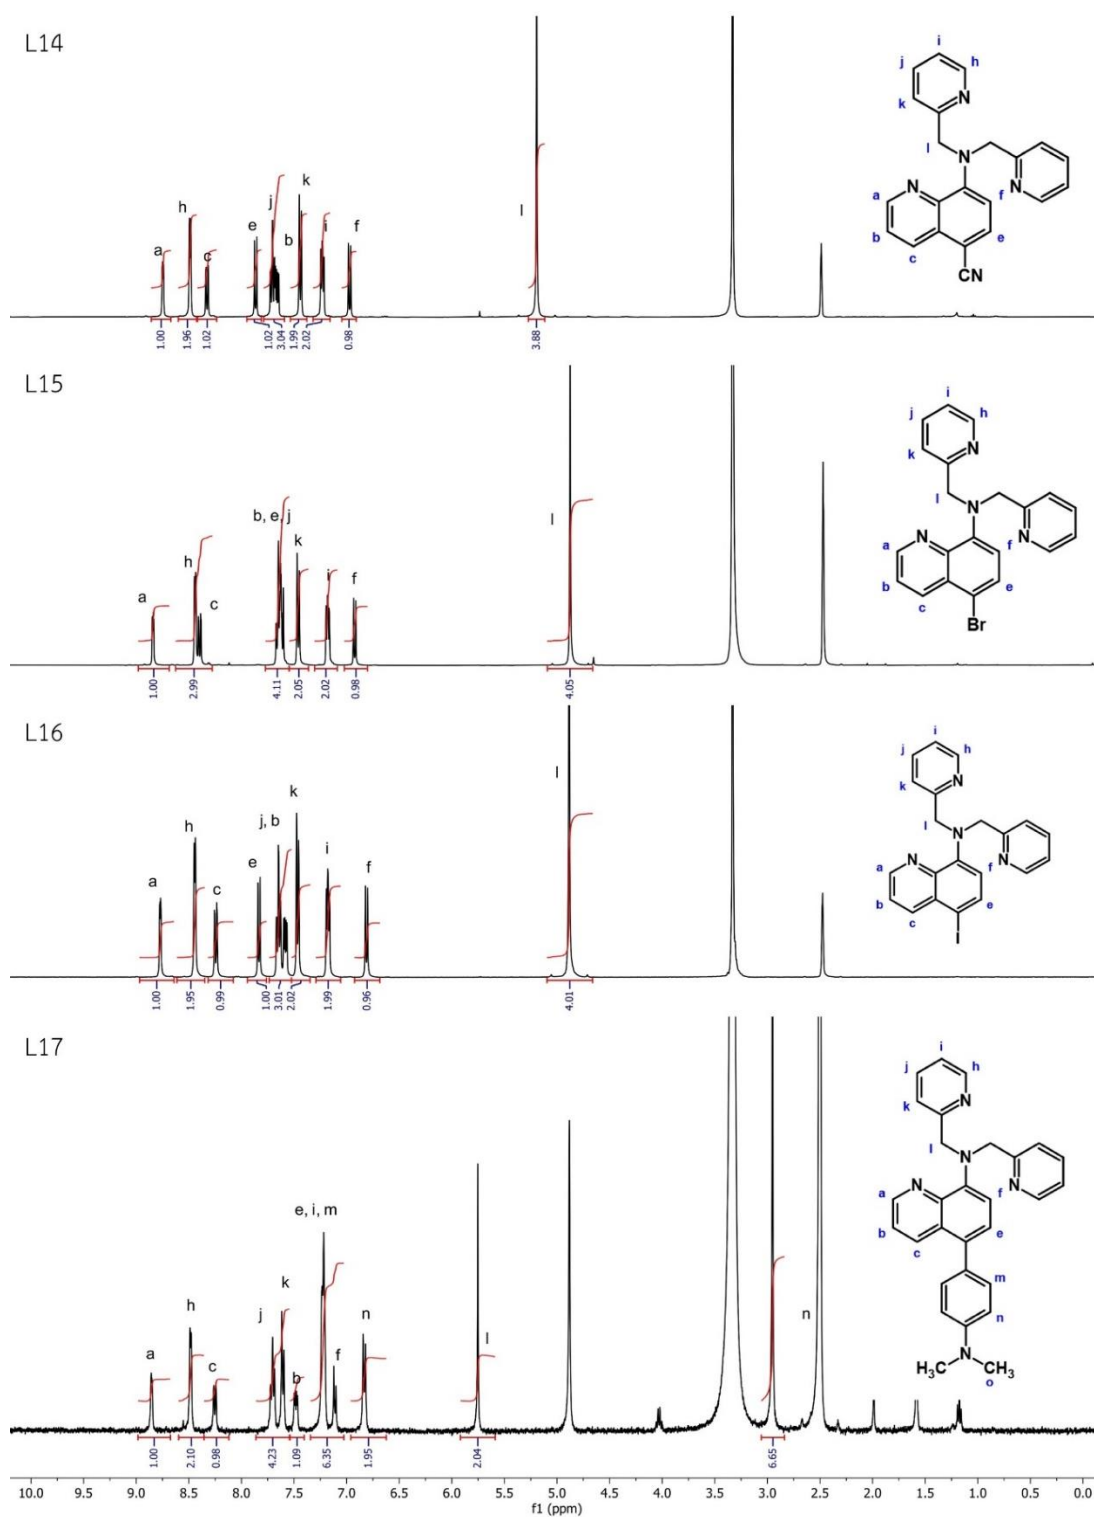 L14
a
h
c
e
j
b
k
i
f
l
1.00
1.96
1.02
1.02
3.04
1.99
2.02
0.98
3.88
i
j
h
k
N
l
N
N
N
f
a
b
c
e
CN
L15
a
h
c
b, e, j
k
i
f
l
1.00
2.99
4.11
2.05
2.02
0.98
4.05
i
j
h
k
N
l
N
N
N
f
a
b
c
e
Br
L16
a
h
c
e
j, b
k
i
f
l
1.00
1.95
0.99
1.00
3.01
2.02
1.99
0.96
4.01
i
j
h
k
N
l
N
N
N
f
a
b
c
e
I
L17
a
h
c
j
k
b
e, i, m
f
n
l
n
1.00
2.10
0.98
4.23
1.09
6.35
1.95
2.04
6.65
i
j
h
k
N
l
N
N
N
f
a
b
c
e
m
n
N
H₃C
CH₃
o
10.0 9.5 9.0 8.5 8.0 7.5 7.0 6.5 6.0 5.5 5.0 4.5 4.0 3.5 3.0 2.5 2.0 1.5 1.0 0.5 0.0
f1 (ppm)